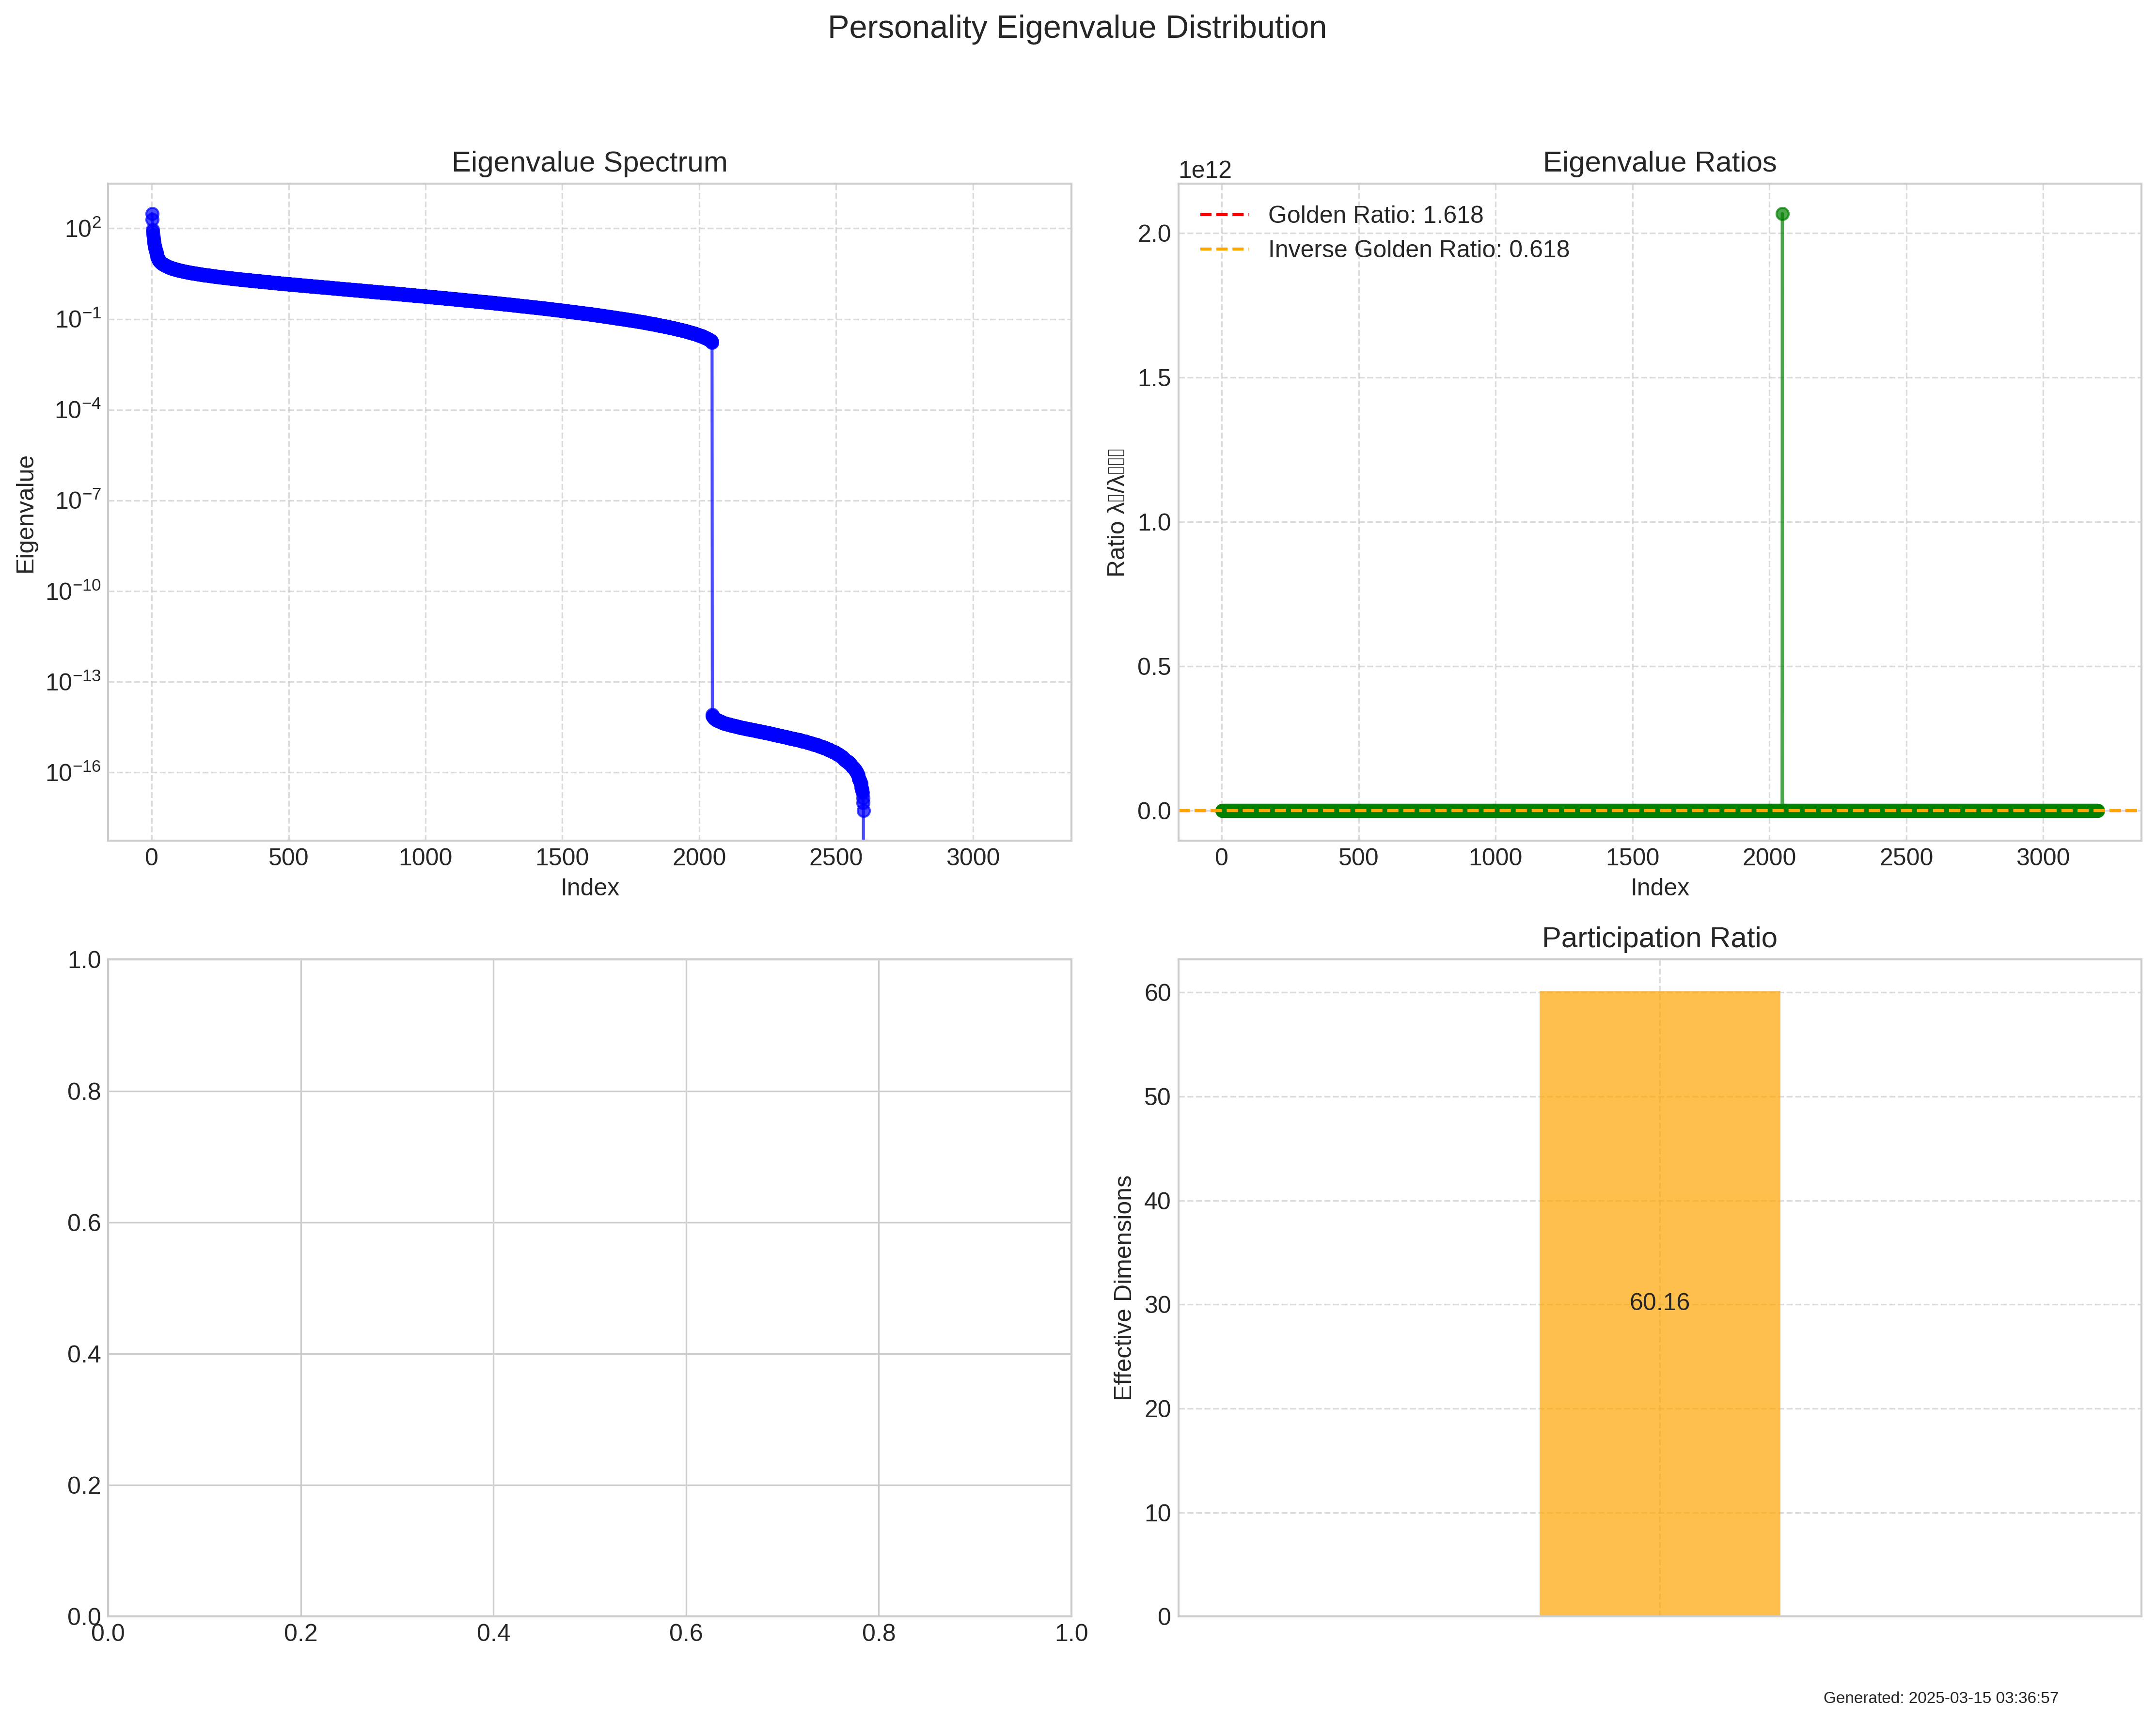 Personality Eigenvalue Distribution
Eigenvalue Spectrum
10²
10⁻¹
10⁻⁴
10⁻⁷
10⁻¹⁰
10⁻¹³
10⁻¹⁶
Eigenvalue
0 500 1000 1500 2000 2500 3000
Index
Eigenvalue Ratios
1e12
Golden Ratio: 1.618
Inverse Golden Ratio: 0.618
2.0
1.5
1.0
0.5
0.0
Ratio λ▯/λ▯▯▯
0 500 1000 1500 2000 2500 3000
Index
1.0
0.8
0.6
0.4
0.2
0.0
0.0 0.2 0.4 0.6 0.8 1.0
Participation Ratio
60
50
40
30
20
10
0
Effective Dimensions
60.16
Generated: 2025-03-15 03:36:57